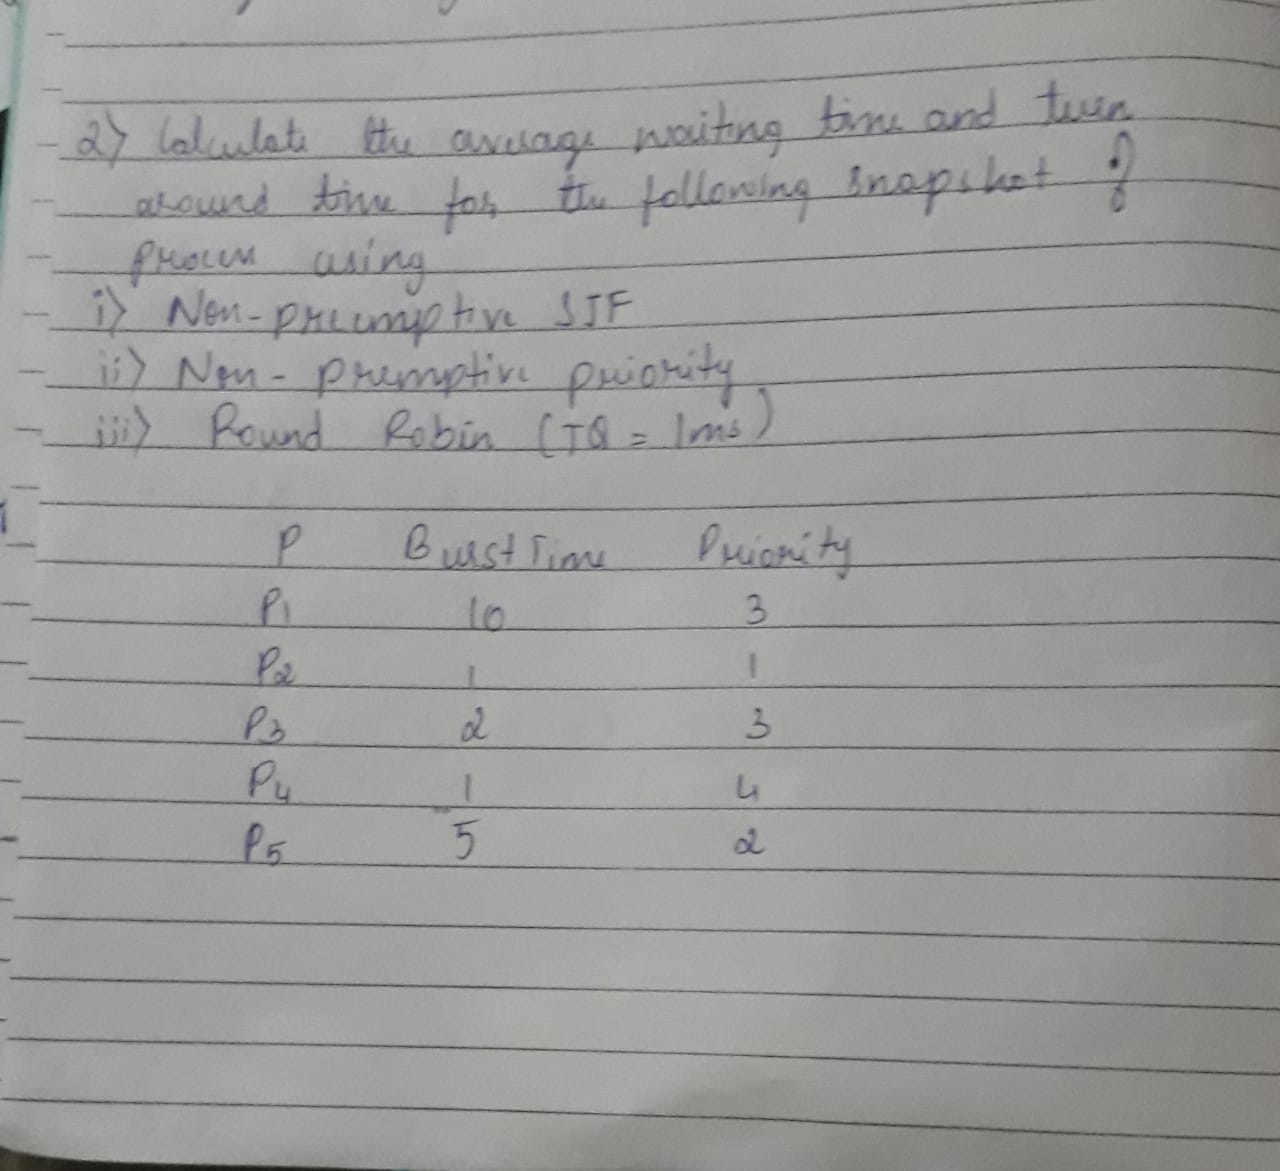 2) Calculate the average waiting time and turn
around time for the following snapshot of
process using
i) Non-preemptive SJF
ii) Non-premptive priority
iii) Round Robin (TQ = 1ms)
P Burst Time Priority
P1 10 3
P2 1 1
P3 2 3
P4 1 4
P5 5 2